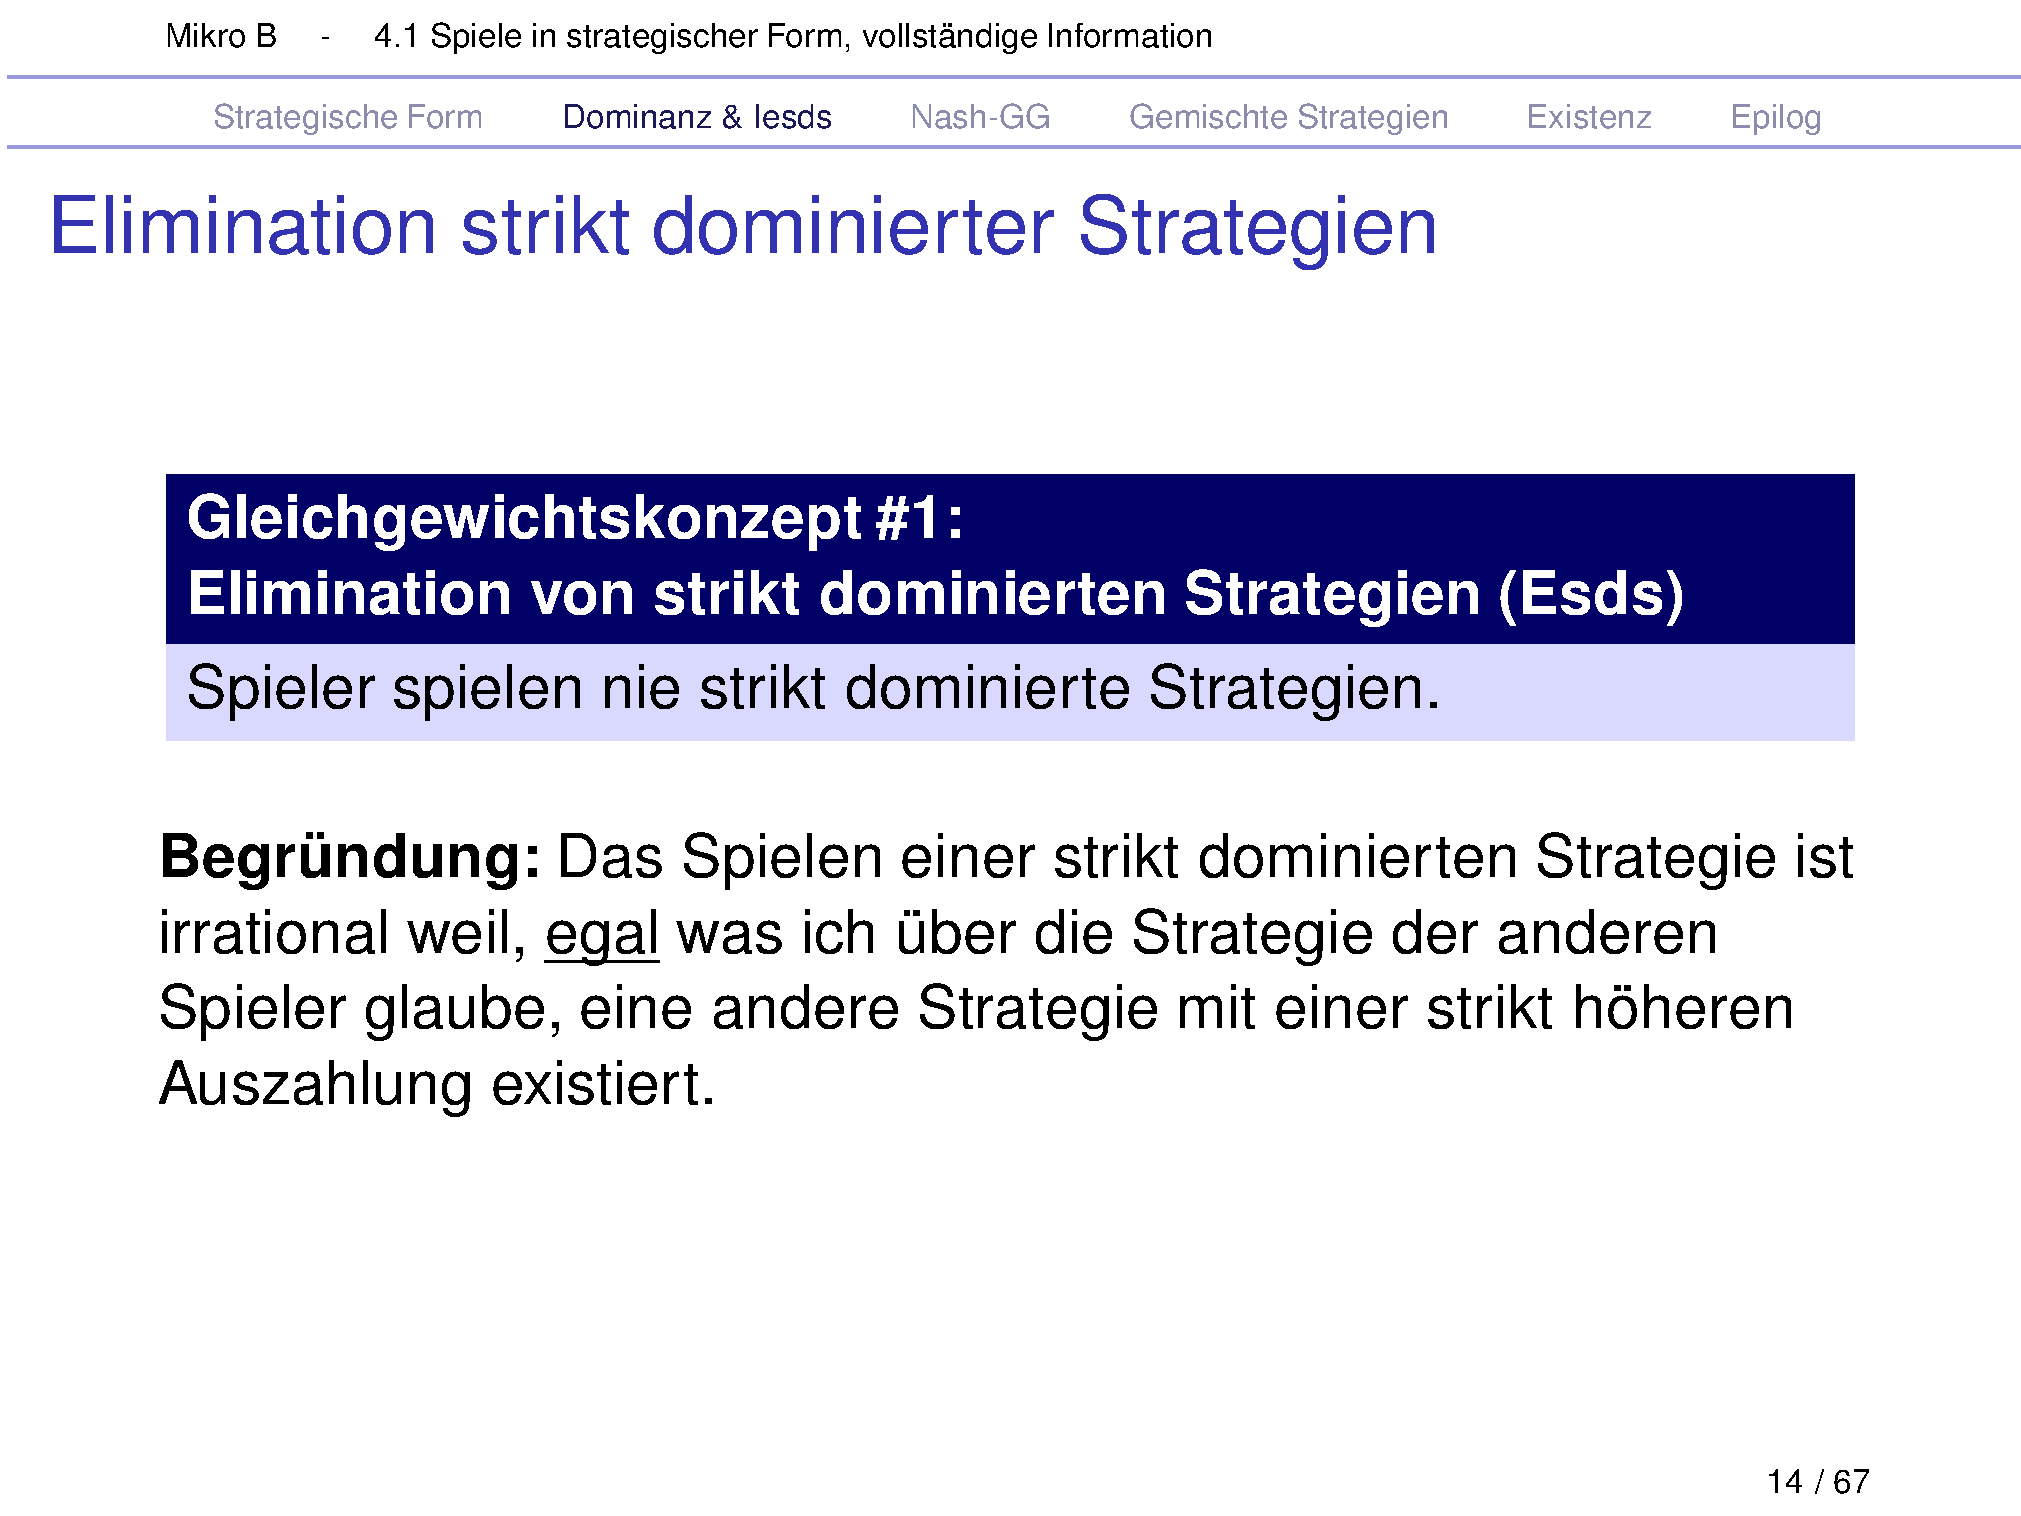 Mikro B - 4.1 Spiele in strategischer Form, vollständige Information
Strategische Form Dominanz & Iesds Nash-GG Gemischte Strategien Existenz Epilog
Elimination strikt dominierter Strategien
Gleichgewichtskonzept #1:
Elimination von strikt dominierten Strategien (Esds)
Spieler spielen nie strikt dominierte Strategien.
Begründung: Das Spielen einer strikt dominierten Strategie ist
irrational weil, egal was ich über die Strategie der anderen
Spieler glaube, eine andere Strategie mit einer strikt höheren
Auszahlung existiert.
14 / 67